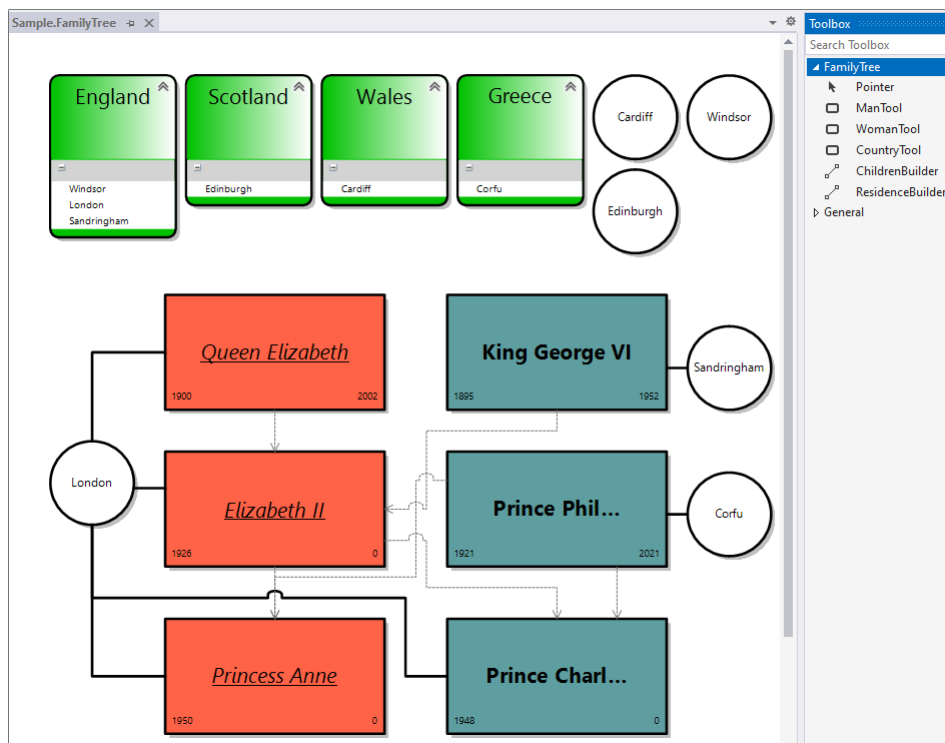 Sample.FamilyTree
England
Windsor
London
Sandringham
Scotland
Edinburgh
Wales
Cardiff
Greece
Corfu
Cardiff
Windsor
Edinburgh
Queen Elizabeth
1900 2002
King George VI
1895 1952
Sandringham
London
Elizabeth II
1926 0
Prince Phil...
1921 2021
Corfu
Princess Anne
1950 0
Prince Charl...
1948 0
Toolbox
Search Toolbox
FamilyTree
Pointer
ManTool
WomanTool
CountryTool
ChildrenBuilder
ResidenceBuilder
General